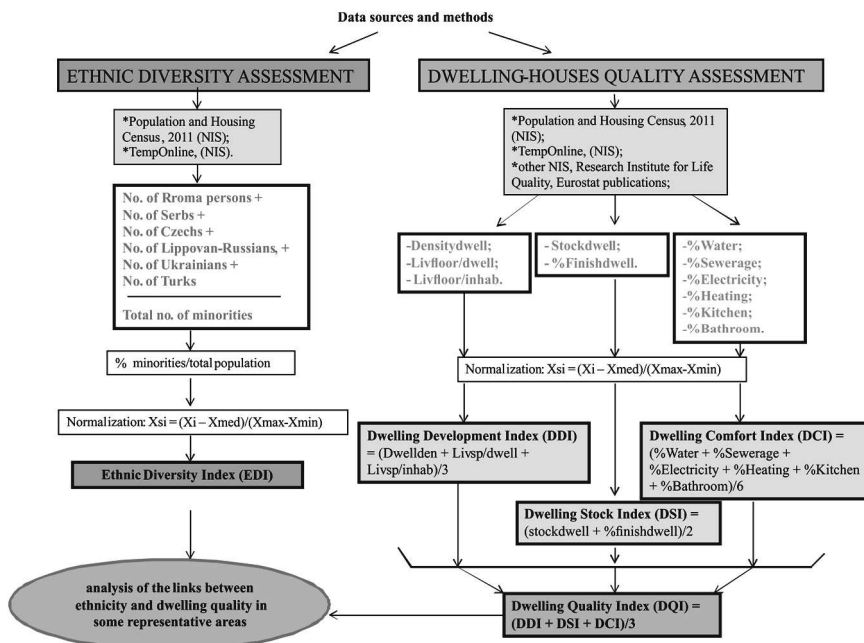 Data sources and methods
ETHNIC DIVERSITY ASSESSMENT
*Population and Housing
Census, 2011 (NIS);
*TempOnline, (NIS).
No. of Rroma persons +
No. of Serbs +
No. of Czechs +
No. of Lippovan-Russians, +
No. of Ukrainians +
No. of Turks
Total no. of minorities
% minorities/total population
Normalization: Xsi = (Xi – Xmed)/(Xmax-Xmin)
Ethnic Diversity Index (EDI)
DWELLING-HOUSES QUALITY ASSESSMENT
*Population and Housing Census, 2011
(NIS);
*TempOnline, (NIS);
*other NIS, Research Institute for Life
Quality, Eurostat publications;
-Densitydwell;
-Livfloor/dwell;
- Livfloor/inhab.
- Stockdwell;
- %Finishdwell.
-%Water;
-%Sewerage;
-%Electricity;
-%Heating;
-%Kitchen;
-%Bathroom.
Normalization: Xsi = (Xi – Xmed)/(Xmax-Xmin)
Dwelling Development Index (DDI)
= (Dwellden + Livsp/dwell +
Livsp/inhab)/3
Dwelling Stock Index (DSI) =
(stockdwell + %finishdwell)/2
Dwelling Comfort Index (DCI) =
(%Water + %Sewerage +
%Electricity + %Heating + %Kitchen
+ %Bathroom)/6
Dwelling Quality Index (DQI) =
(DDI + DSI + DCI)/3
analysis of the links between
ethnicity and dwelling quality in
some representative areas